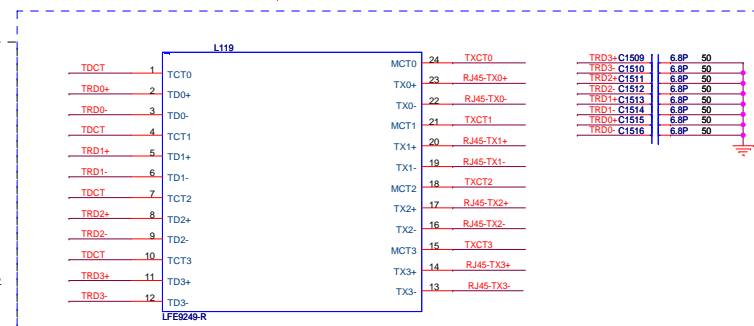 L119
TDCT 1 TCT0 MCT0 24 TXCT0
TRD0+ 2 TD0+ TX0+ 23 RJ45-TX0+
TRD0- 3 TD0- TX0- 22 RJ45-TX0-
TDCT 4 TCT1 MCT1 21 TXCT1
TRD1+ 5 TD1+ TX1+ 20 RJ45-TX1+
TRD1- 6 TD1- TX1- 19 RJ45-TX1-
TDCT 7 TCT2 MCT2 18 TXCT2
TRD2+ 8 TD2+ TX2+ 17 RJ45-TX2+
TRD2- 9 TD2- TX2- 16 RJ45-TX2-
TDCT 10 TCT3 MCT3 15 TXCT3
TRD3+ 11 TD3+ TX3+ 14 RJ45-TX3+
TRD3- 12 TD3- TX3- 13 RJ45-TX3-
LFE9249-R
TRD3+ C1509 6.8P 50
TRD3- C1510 6.8P 50
TRD2+ C1511 6.8P 50
TRD2- C1512 6.8P 50
TRD1+ C1513 6.8P 50
TRD1- C1514 6.8P 50
TRD0+ C1515 6.8P 50
TRD0- C1516 6.8P 50